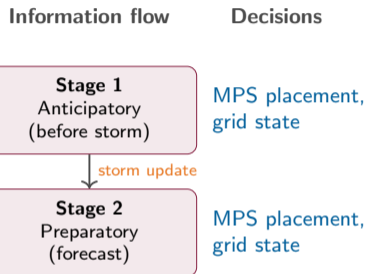 Information flow
Decisions
Stage 1
Anticipatory
(before storm)
MPS placement,
grid state
storm update
Stage 2
Preparatory
(forecast)
MPS placement,
grid state